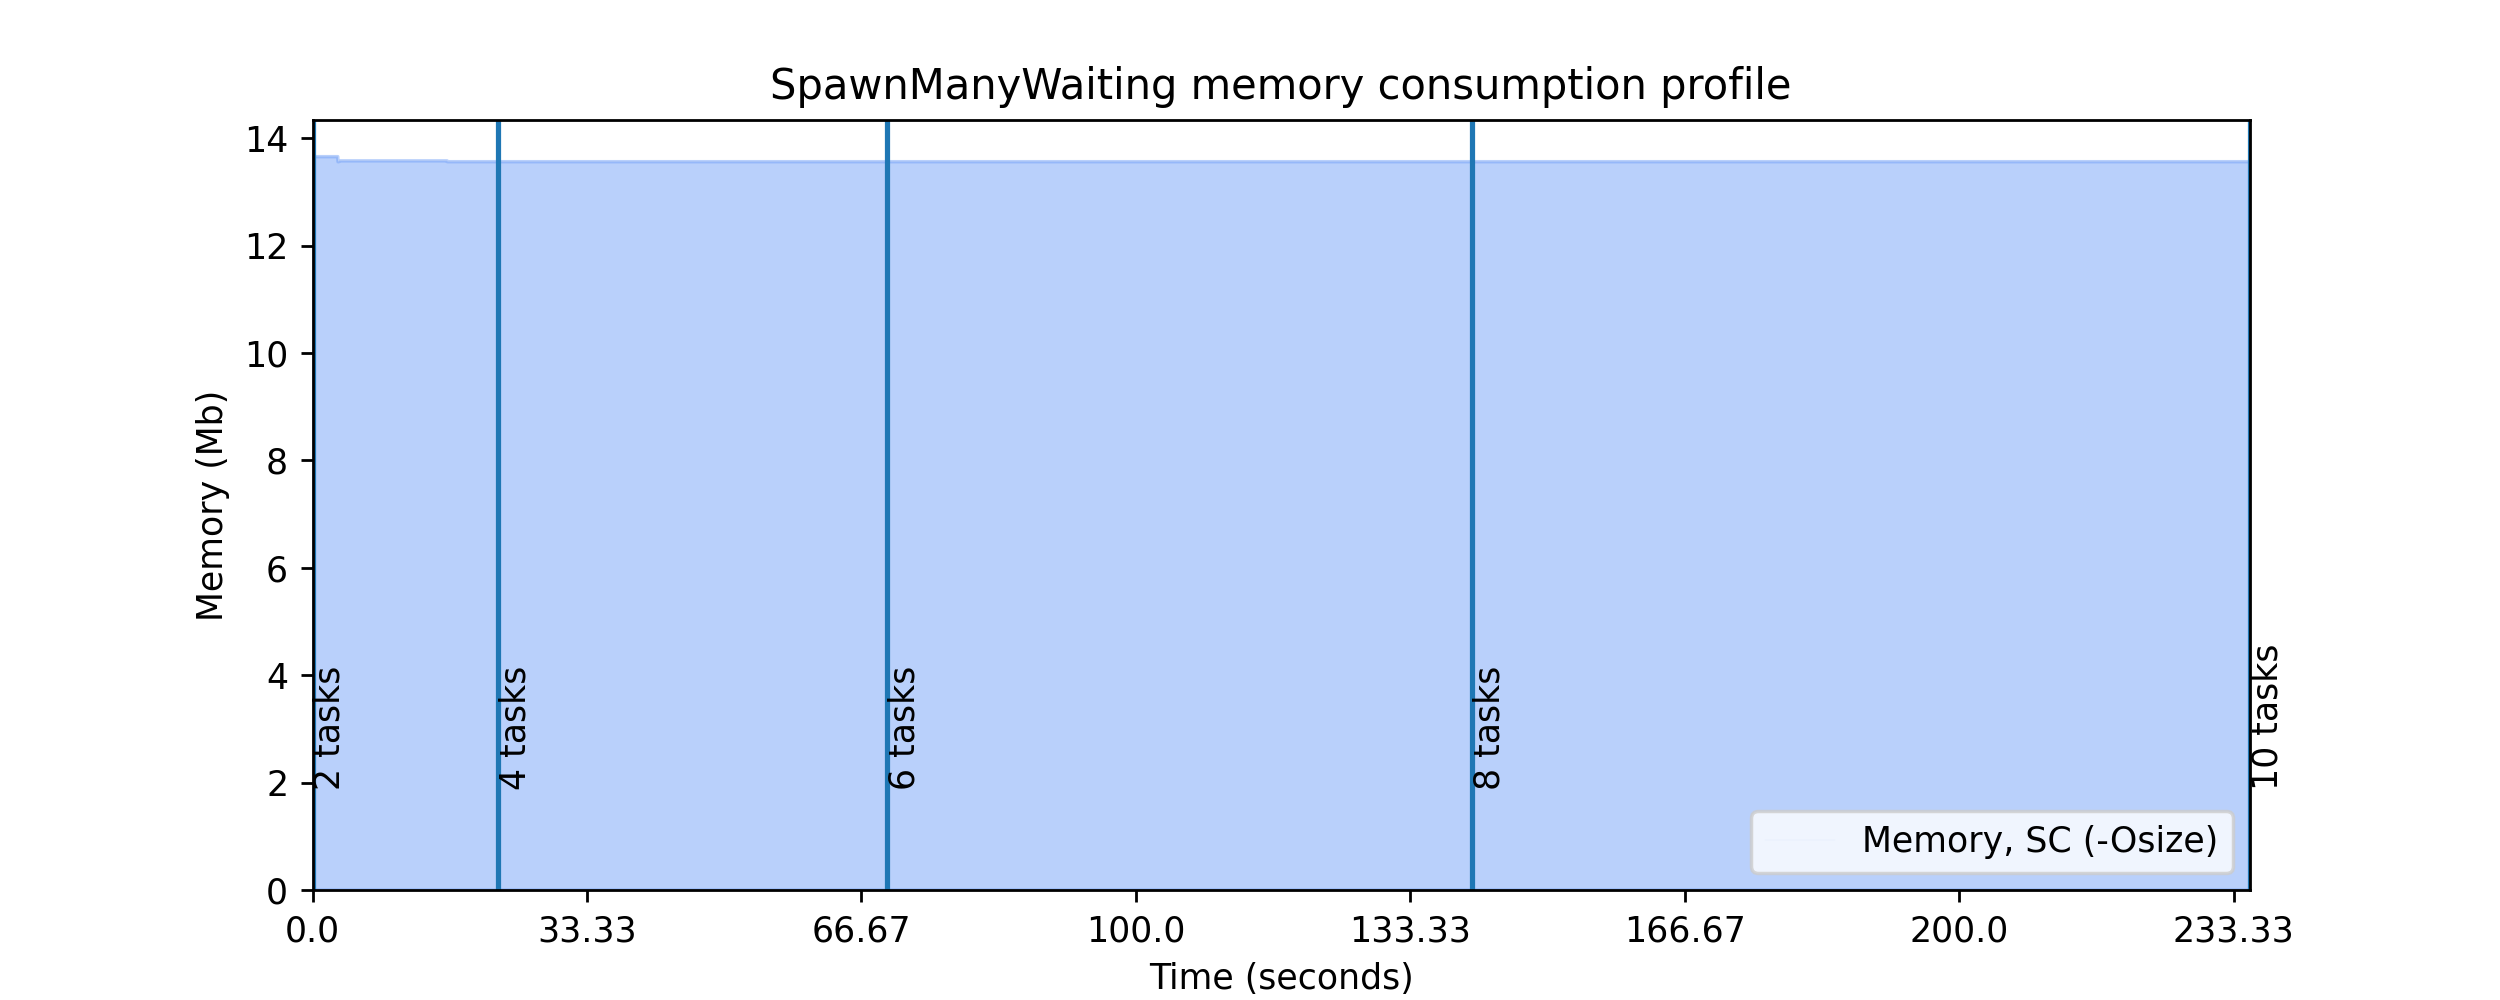 SpawnManyWaiting memory consumption profile
14
12
10
8
6
4
2
0
Memory (Mb)
2 tasks
4 tasks
6 tasks
8 tasks
10 tasks
Memory, SC (-Osize)
0.0
33.33
66.67
100.0
133.33
166.67
200.0
233.33
Time (seconds)